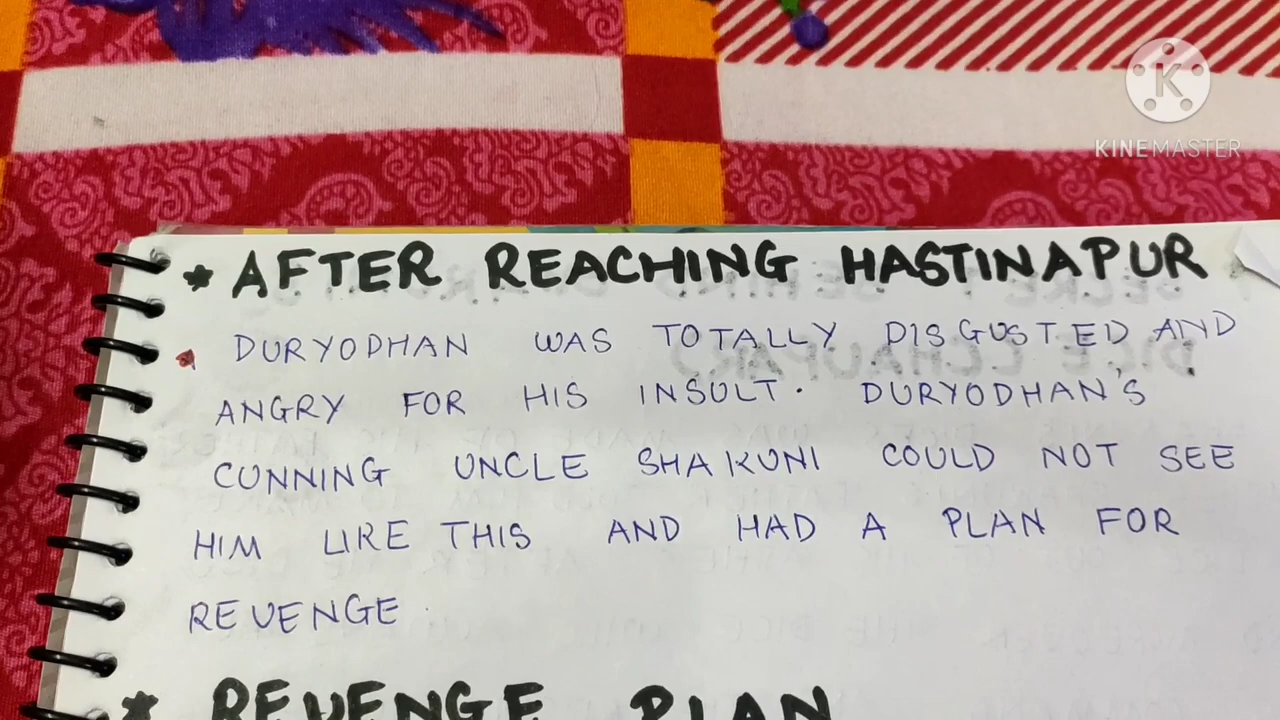 KINEMASTER
* AFTER REACHING HASTINAPUR
DURYODHAN WAS TOTALLY DISGUSTED AND
ANGRY FOR HIS INSULT. DURYODHAN'S
CUNNING UNCLE SHAKUNI COULD NOT SEE
HIM LIKE THIS AND HAD A PLAN FOR
REVENGE.
* REVENGE PLAN